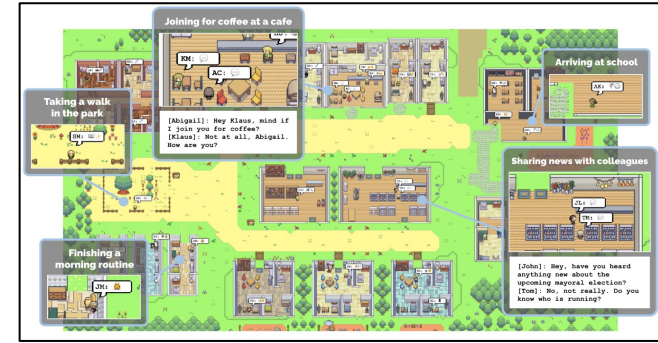 Joining for coffee at a cafe
KM:
AC:
[Abigail]: Hey Klaus, mind if
I join you for coffee?
[Klaus]: Not at all, Abigail.
How are you?
Taking a walk
in the park
Arriving at school
Sharing news with colleagues
JL:
TM:
[John]: Hey, have you heard
anything new about the
upcoming mayoral election?
[Tom]: No, not really. Do you
know who is running?
Finishing a
morning routine
JM: